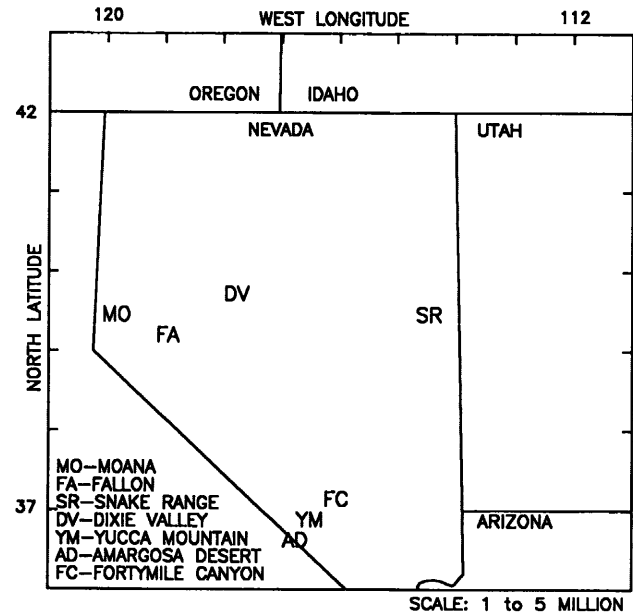 WEST LONGITUDE
120
112
OREGON
IDAHO
42
NEVADA
UTAH
NORTH LATITUDE
DV
MO
SR
FA
MO–MOANA
FA–FALLON
SR–SNAKE RANGE
DV–DIXIE VALLEY
YM–YUCCA MOUNTAIN
AD–AMARGOSA DESERT
FC–FORTYMILE CANYON
FC
37
YM
ARIZONA
AD
SCALE: 1 to 5 MILLION